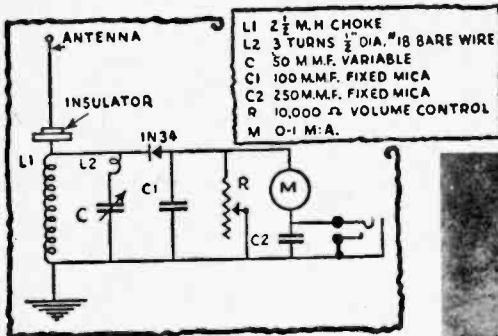 L1 2½ M.H CHOKE
L2 3 TURNS ½" DIA. #18 BARE WIRE
C 50 M.M.F. VARIABLE
C1 100 M.M.F. FIXED MICA
C2 250 M.M.F. FIXED MICA
R 10,000 Ω VOLUME CONTROL
M 0-1 M.A.
ANTENNA
INSULATOR
1N34
L1
L2
C
C1
R
M
C2